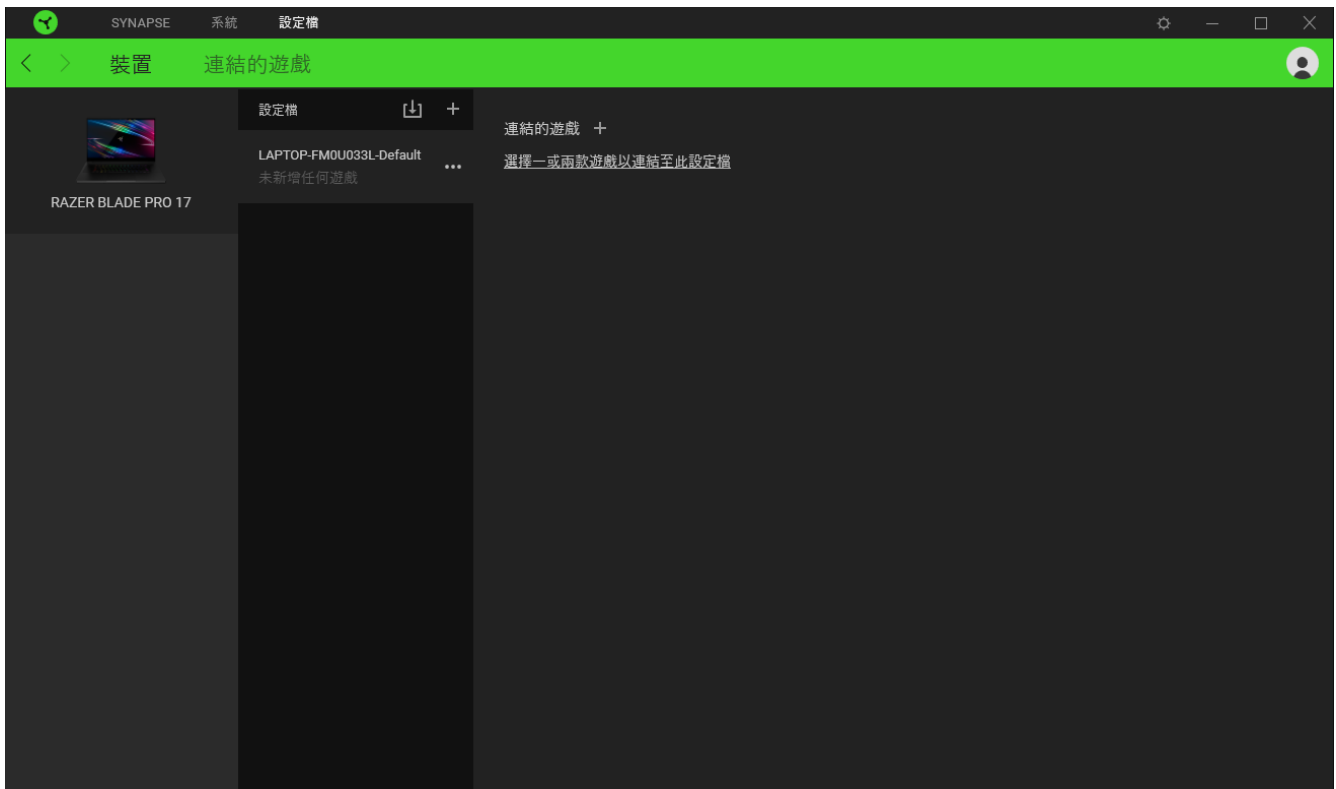 SYNAPSE 系統 設定檔
裝置 連結的遊戲
RAZER BLADE PRO 17
設定檔
LAPTOP-FM0U033L-Default
未新增任何遊戲
連結的遊戲
選擇一或兩款遊戲以連結至此設定檔